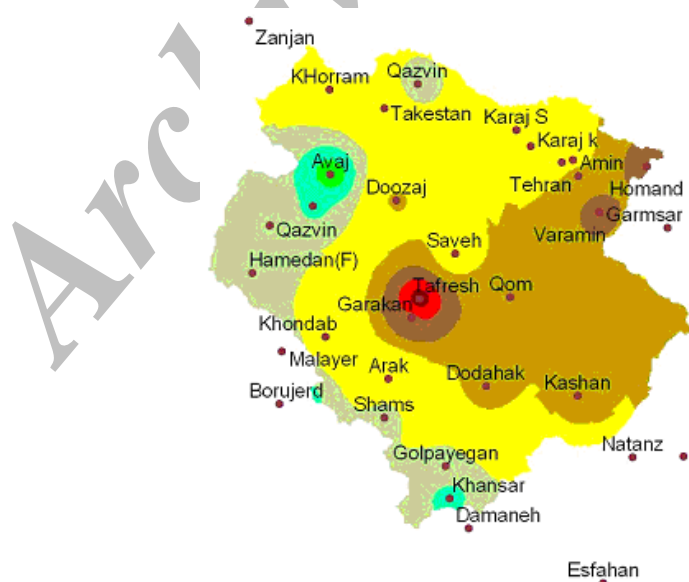 Zanjan
Qazvin
KHorram
Takestan
Karaj S
Karaj k
Avaj
Amin
Doozaj
Tehran
Homand
Garmsar
Qazvin
Varamin
Saveh
Hamedan(F)
Tafresh
Qom
Garakan
Khondab
Malayer
Arak
Dodahak
Kashan
Borujerd
Shams
Natanz
Golpayegan
Khansar
Damaneh
Esfahan
Arc